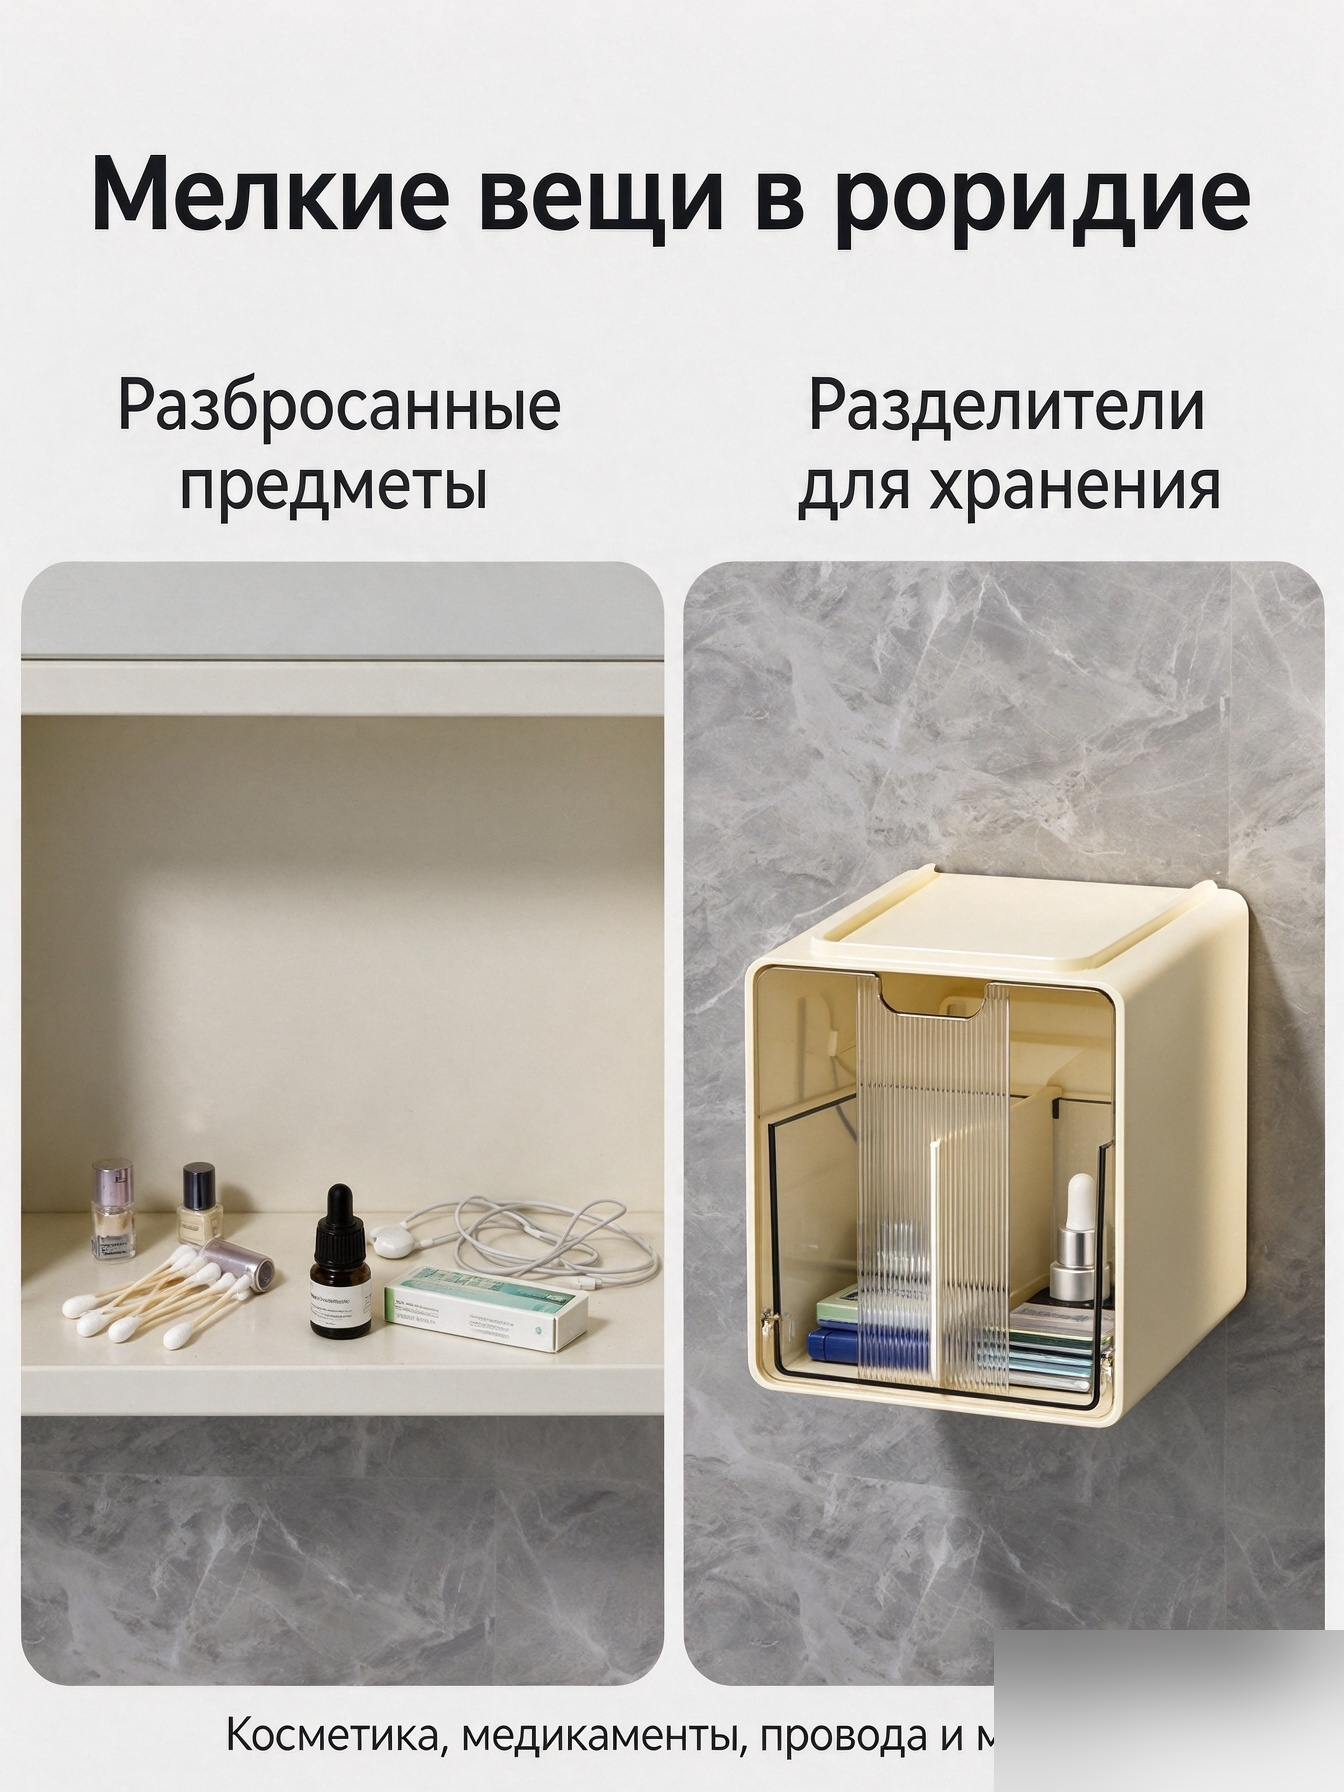 Мелкие вещи в роридие
Разбросанные
предметы
Разделители
для хранения
Косметика, медикаменты, провода и